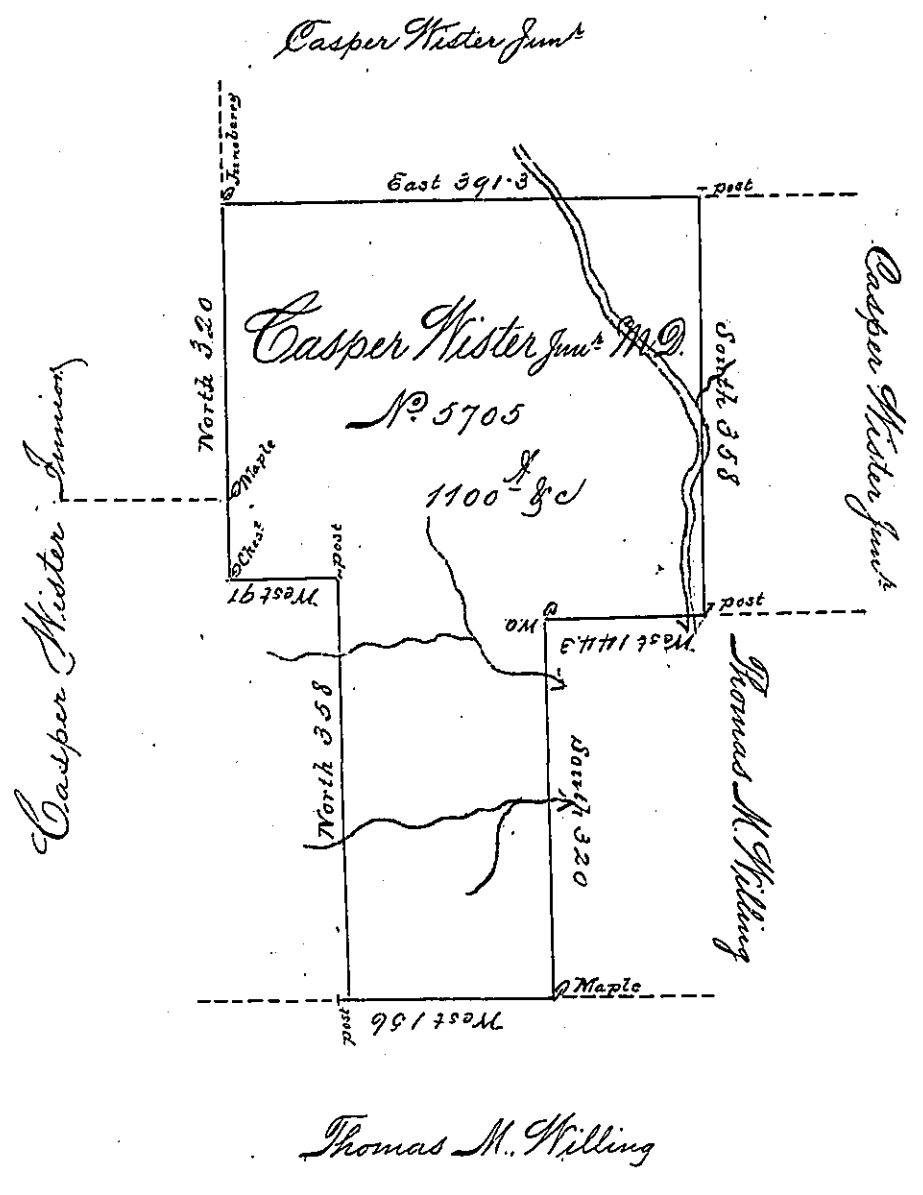 Casper Wister Junr
Juneberry
East 391.3
post
North 320
Casper Wister Junr M.D.
No 5705
1100 A &c
South 358
Casper Wister Junr
Casper Wister Junior
Maple
Chest
post
West 91
W.O.
West 144.3
post
Thomas M. Willing
North 358
South 320
Maple
post
West 156
Thomas M. Willing